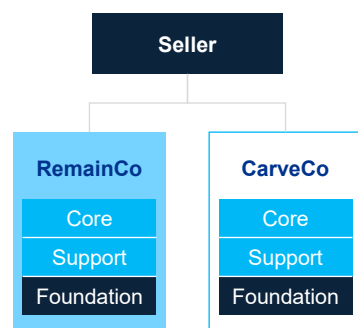 Seller
RemainCo
CarveCo
Core
Core
Support
Support
Foundation
Foundation